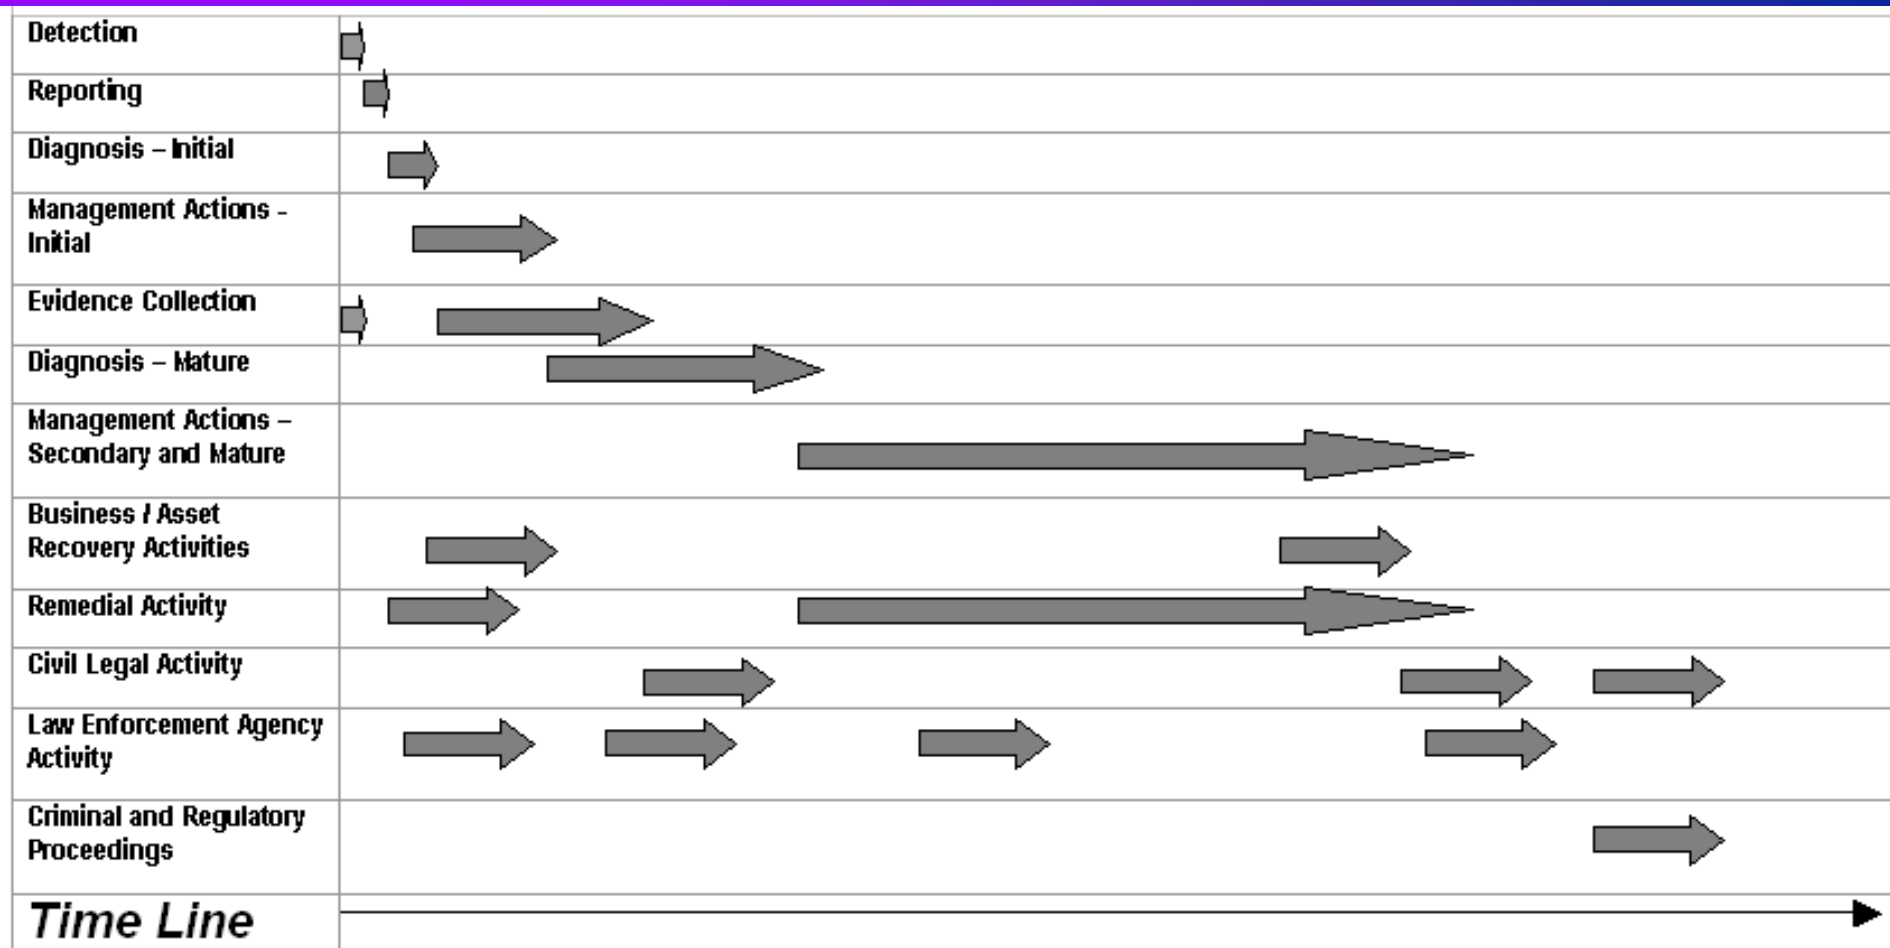 Detection
Reporting
Diagnosis – Initial
Management Actions -
Initial
Evidence Collection
Diagnosis – Mature
Management Actions –
Secondary and Mature
Business / Asset
Recovery Activities
Remedial Activity
Civil Legal Activity
Law Enforcement Agency
Activity
Criminal and Regulatory
Proceedings
Time Line